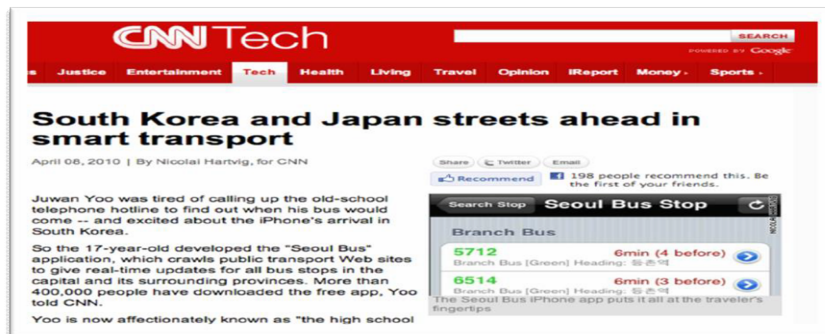 CNN Tech
SEARCH
POWERED BY Google
s Justice Entertainment Tech Health Living Travel Opinion iReport Money Sports
South Korea and Japan streets ahead in
smart transport
April 08, 2010 | By Nicolai Hartvig, for CNN
Share Twitter Email
Recommend
198 people recommend this. Be
the first of your friends.
Juwan Yoo was tired of calling up the old-school
telephone hotline to find out when his bus would
come -- and excited about the iPhone's arrival in
South Korea.
So the 17-year-old developed the "Seoul Bus"
application, which crawls public transport Web sites
to give real-time updates for all bus stops in the
capital and its surrounding provinces. More than
400,000 people have downloaded the free app, Yoo
told CNN.
Yoo is now affectionately known as "the high school
Search Stop Seoul Bus Stop
Branch Bus
5712 6min (4 before)
Branch Bus [Green] Heading: 등촌역
6514 6min (3 before)
Branch Bus [Green] Heading: 등촌역
The Seoul Bus iPhone app puts it all at the traveler's
fingertips